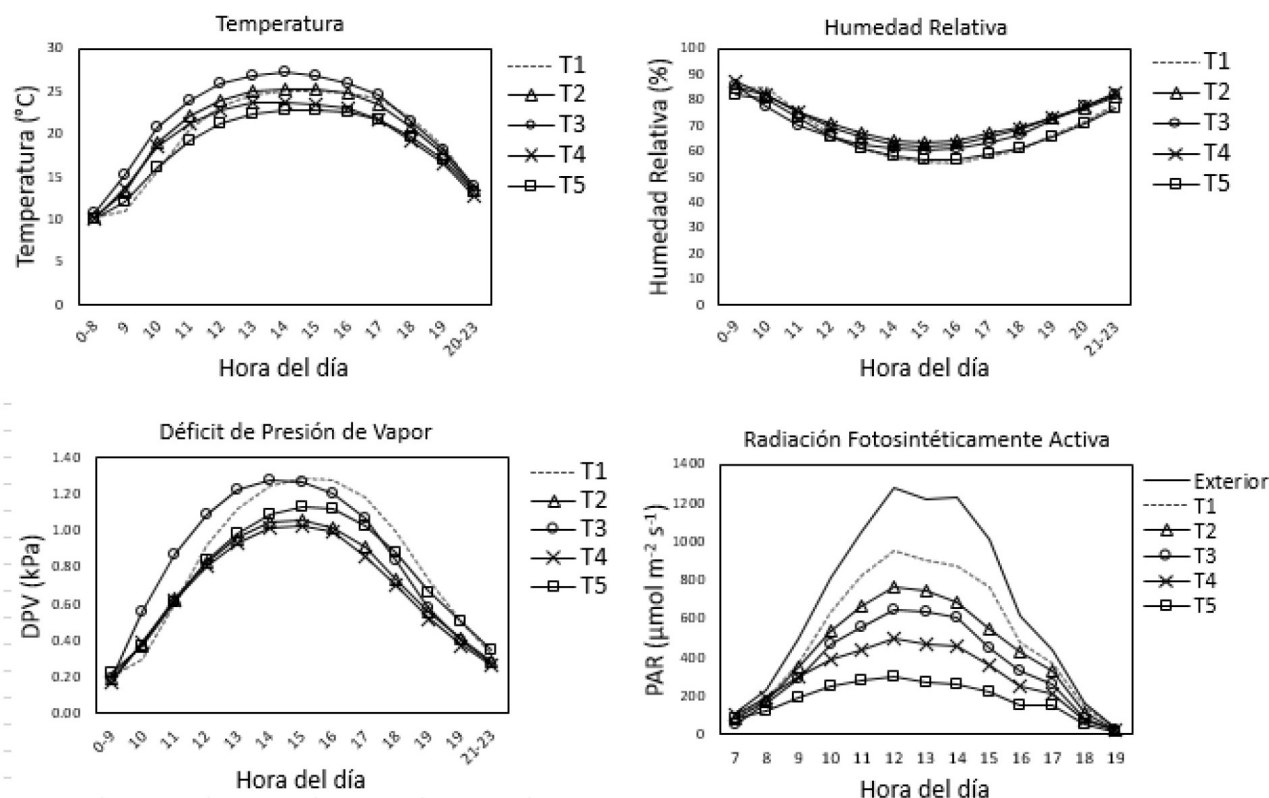 Temperatura
Temperatura (°C)
30
25
20
15
10
5
0
0-8
9
10
11
12
13
14
15
16
17
18
19
20-23
Hora del día
T1
T2
T3
T4
T5
Humedad Relativa
Humedad Relativa (%)
100
90
80
70
60
50
40
30
20
10
0
0-9
10
11
12
13
14
15
16
17
18
19
20
21-23
Hora del día
T1
T2
T3
T4
T5
Déficit de Presión de Vapor
DPV (kPa)
1.40
1.20
1.00
0.80
0.60
0.40
0.20
0.00
0-9
10
11
12
13
14
15
16
17
18
19
19
21-23
Hora del día
T1
T2
T3
T4
T5
Radiación Fotosintéticamente Activa
PAR (µmol m⁻² s⁻¹)
1400
1200
1000
800
600
400
200
0
7
8
9
10
11
12
13
14
15
16
17
18
19
Hora del día
Exterior
T1
T2
T3
T4
T5